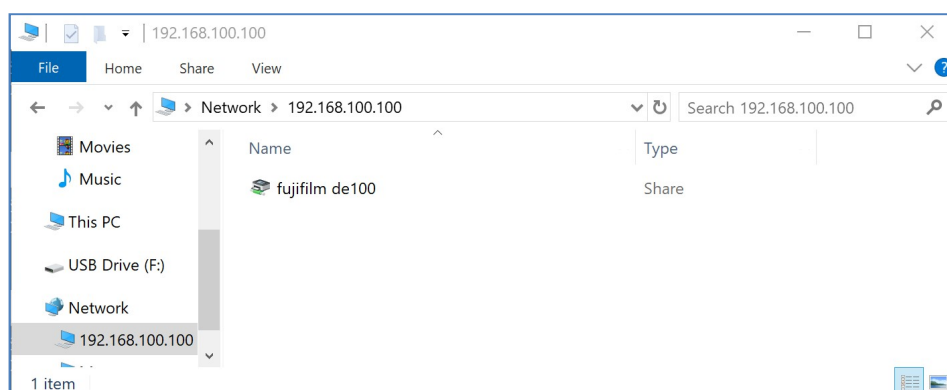 192.168.100.100
File Home Share View ?
Network > 192.168.100.100 Search 192.168.100.100
Movies
Music
This PC
USB Drive (F:)
Network
192.168.100.100
Name Type
fujifilm de100 Share
1 item